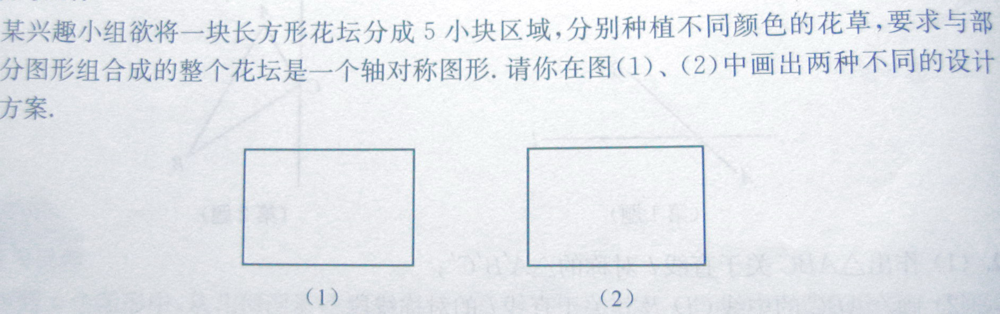 某兴趣小组欲将一块长方形花坛分成 5 小块区域,分别种植不同颜色的花草,要求与部
分图形组合成的整个花坛是一个轴对称图形. 请你在图(1)、(2)中画出两种不同的设计
方案.
(1) (2)